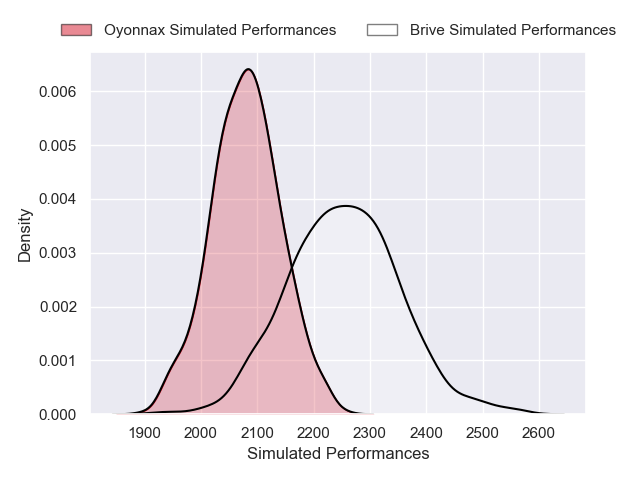 Oyonnax Simulated Performances Brive Simulated Performances
0.006
0.005
0.004
0.003
0.002
0.001
0.000
Density
1900 2000 2100 2200 2300 2400 2500 2600
Simulated Performances